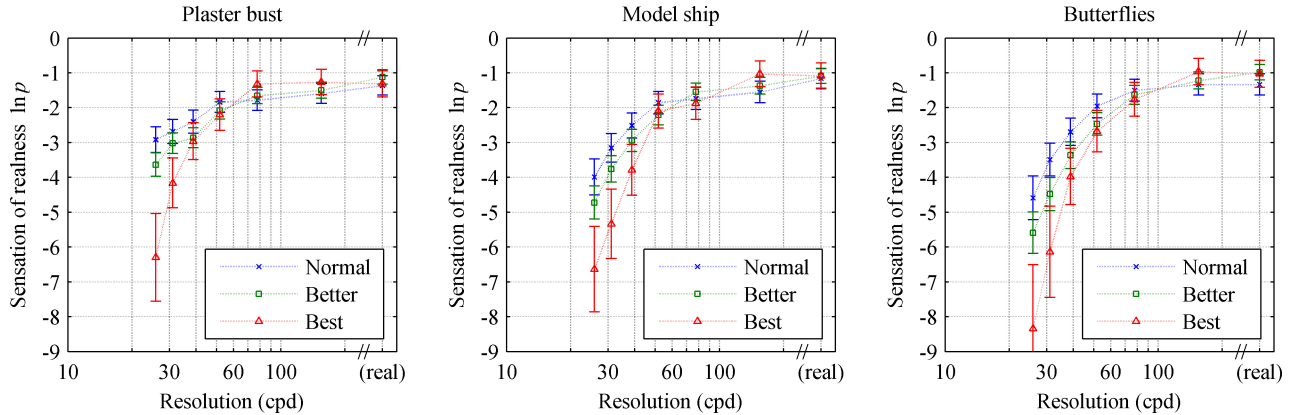 Plaster bust
Sensation of realness ln p
0
-1
-2
-3
-4
-5
-6
-7
-8
-9
10 30 60 100 (real)
Resolution (cpd)
Normal
Better
Best
Model ship
Sensation of realness ln p
0
-1
-2
-3
-4
-5
-6
-7
-8
-9
10 30 60 100 (real)
Resolution (cpd)
Normal
Better
Best
Butterflies
Sensation of realness ln p
0
-1
-2
-3
-4
-5
-6
-7
-8
-9
10 30 60 100 (real)
Resolution (cpd)
Normal
Better
Best